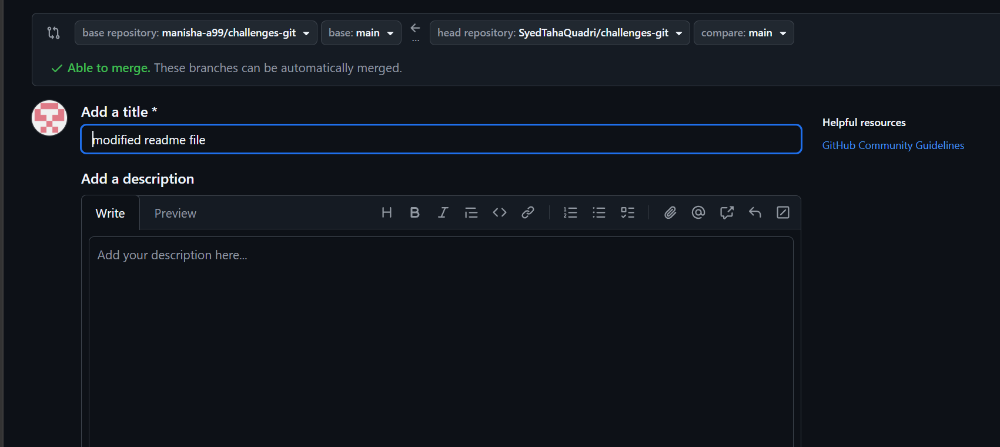 base repository: manisha-a99/challenges-git base: main ... head repository: SyedTahaQuadri/challenges-git compare: main
Able to merge. These branches can be automatically merged.
Add a title *
modified readme file
Helpful resources
GitHub Community Guidelines
Add a description
Write Preview
Add your description here...